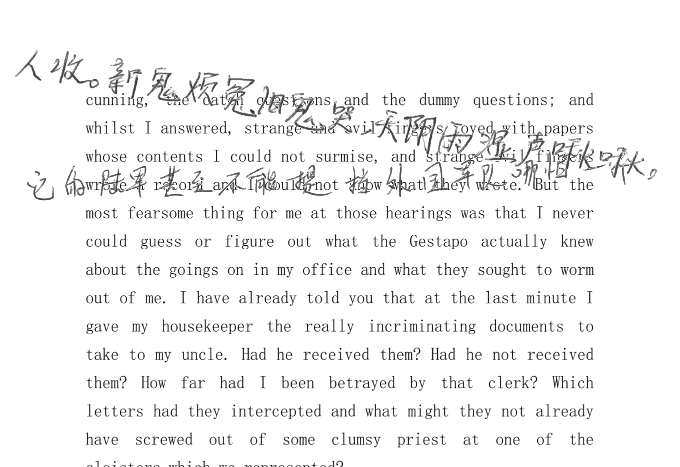 人收。新鬼烦冤旧鬼哭,天阴雨湿声啾啾。
cunning, the catch questions and the dummy questions; and
whilst I answered, strange and evil fingers toyed with papers
whose contents I could not surmise, and strange evil fingers
它的陆军甚至不能提挡外国军
wrote a record and I could not know what they wrote. But the
most fearsome thing for me at those hearings was that I never
could guess or figure out what the Gestapo actually knew
about the goings on in my office and what they sought to worm
out of me. I have already told you that at the last minute I
gave my housekeeper the really incriminating documents to
take to my uncle. Had he received them? Had he not received
them? How far had I been betrayed by that clerk? Which
letters had they intercepted and what might they not already
have screwed out of some clumsy priest at one of the
cloisters which we represented?